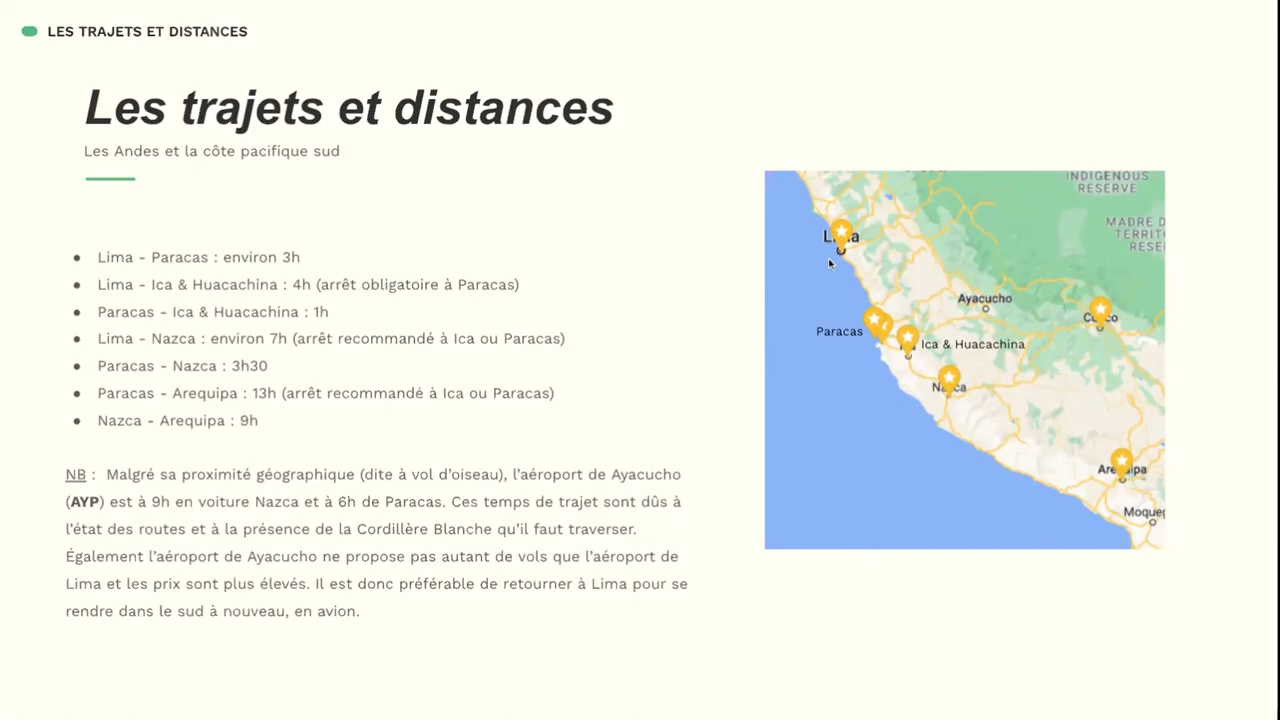 LES TRAJETS ET DISTANCES
Les trajets et distances
Les Andes et la côte pacifique sud
● Lima - Paracas : environ 3h
● Lima - Ica & Huacachina : 4h (arrêt obligatoire à Paracas)
● Paracas - Ica & Huacachina : 1h
● Lima - Nazca : environ 7h (arrêt recommandé à Ica ou Paracas)
● Paracas - Nazca : 3h30
● Paracas - Arequipa : 13h (arrêt recommandé à Ica ou Paracas)
● Nazca - Arequipa : 9h
NB : Malgré sa proximité géographique (dite à vol d’oiseau), l’aéroport de Ayacucho
(AYP) est à 9h en voiture Nazca et à 6h de Paracas. Ces temps de trajet sont dûs à
l’état des routes et à la présence de la Cordillère Blanche qu’il faut traverser.
Également l’aéroport de Ayacucho ne propose pas autant de vols que l’aéroport de
Lima et les prix sont plus élevés. Il est donc préférable de retourner à Lima pour se
rendre dans le sud à nouveau, en avion.
INDIGENOUS
RESERVE
MADRE D
TERRIT
RESE
Lima
Ayacucho
Cusco
Paracas
Ica & Huacachina
Nazca
Arequipa
Moqueg